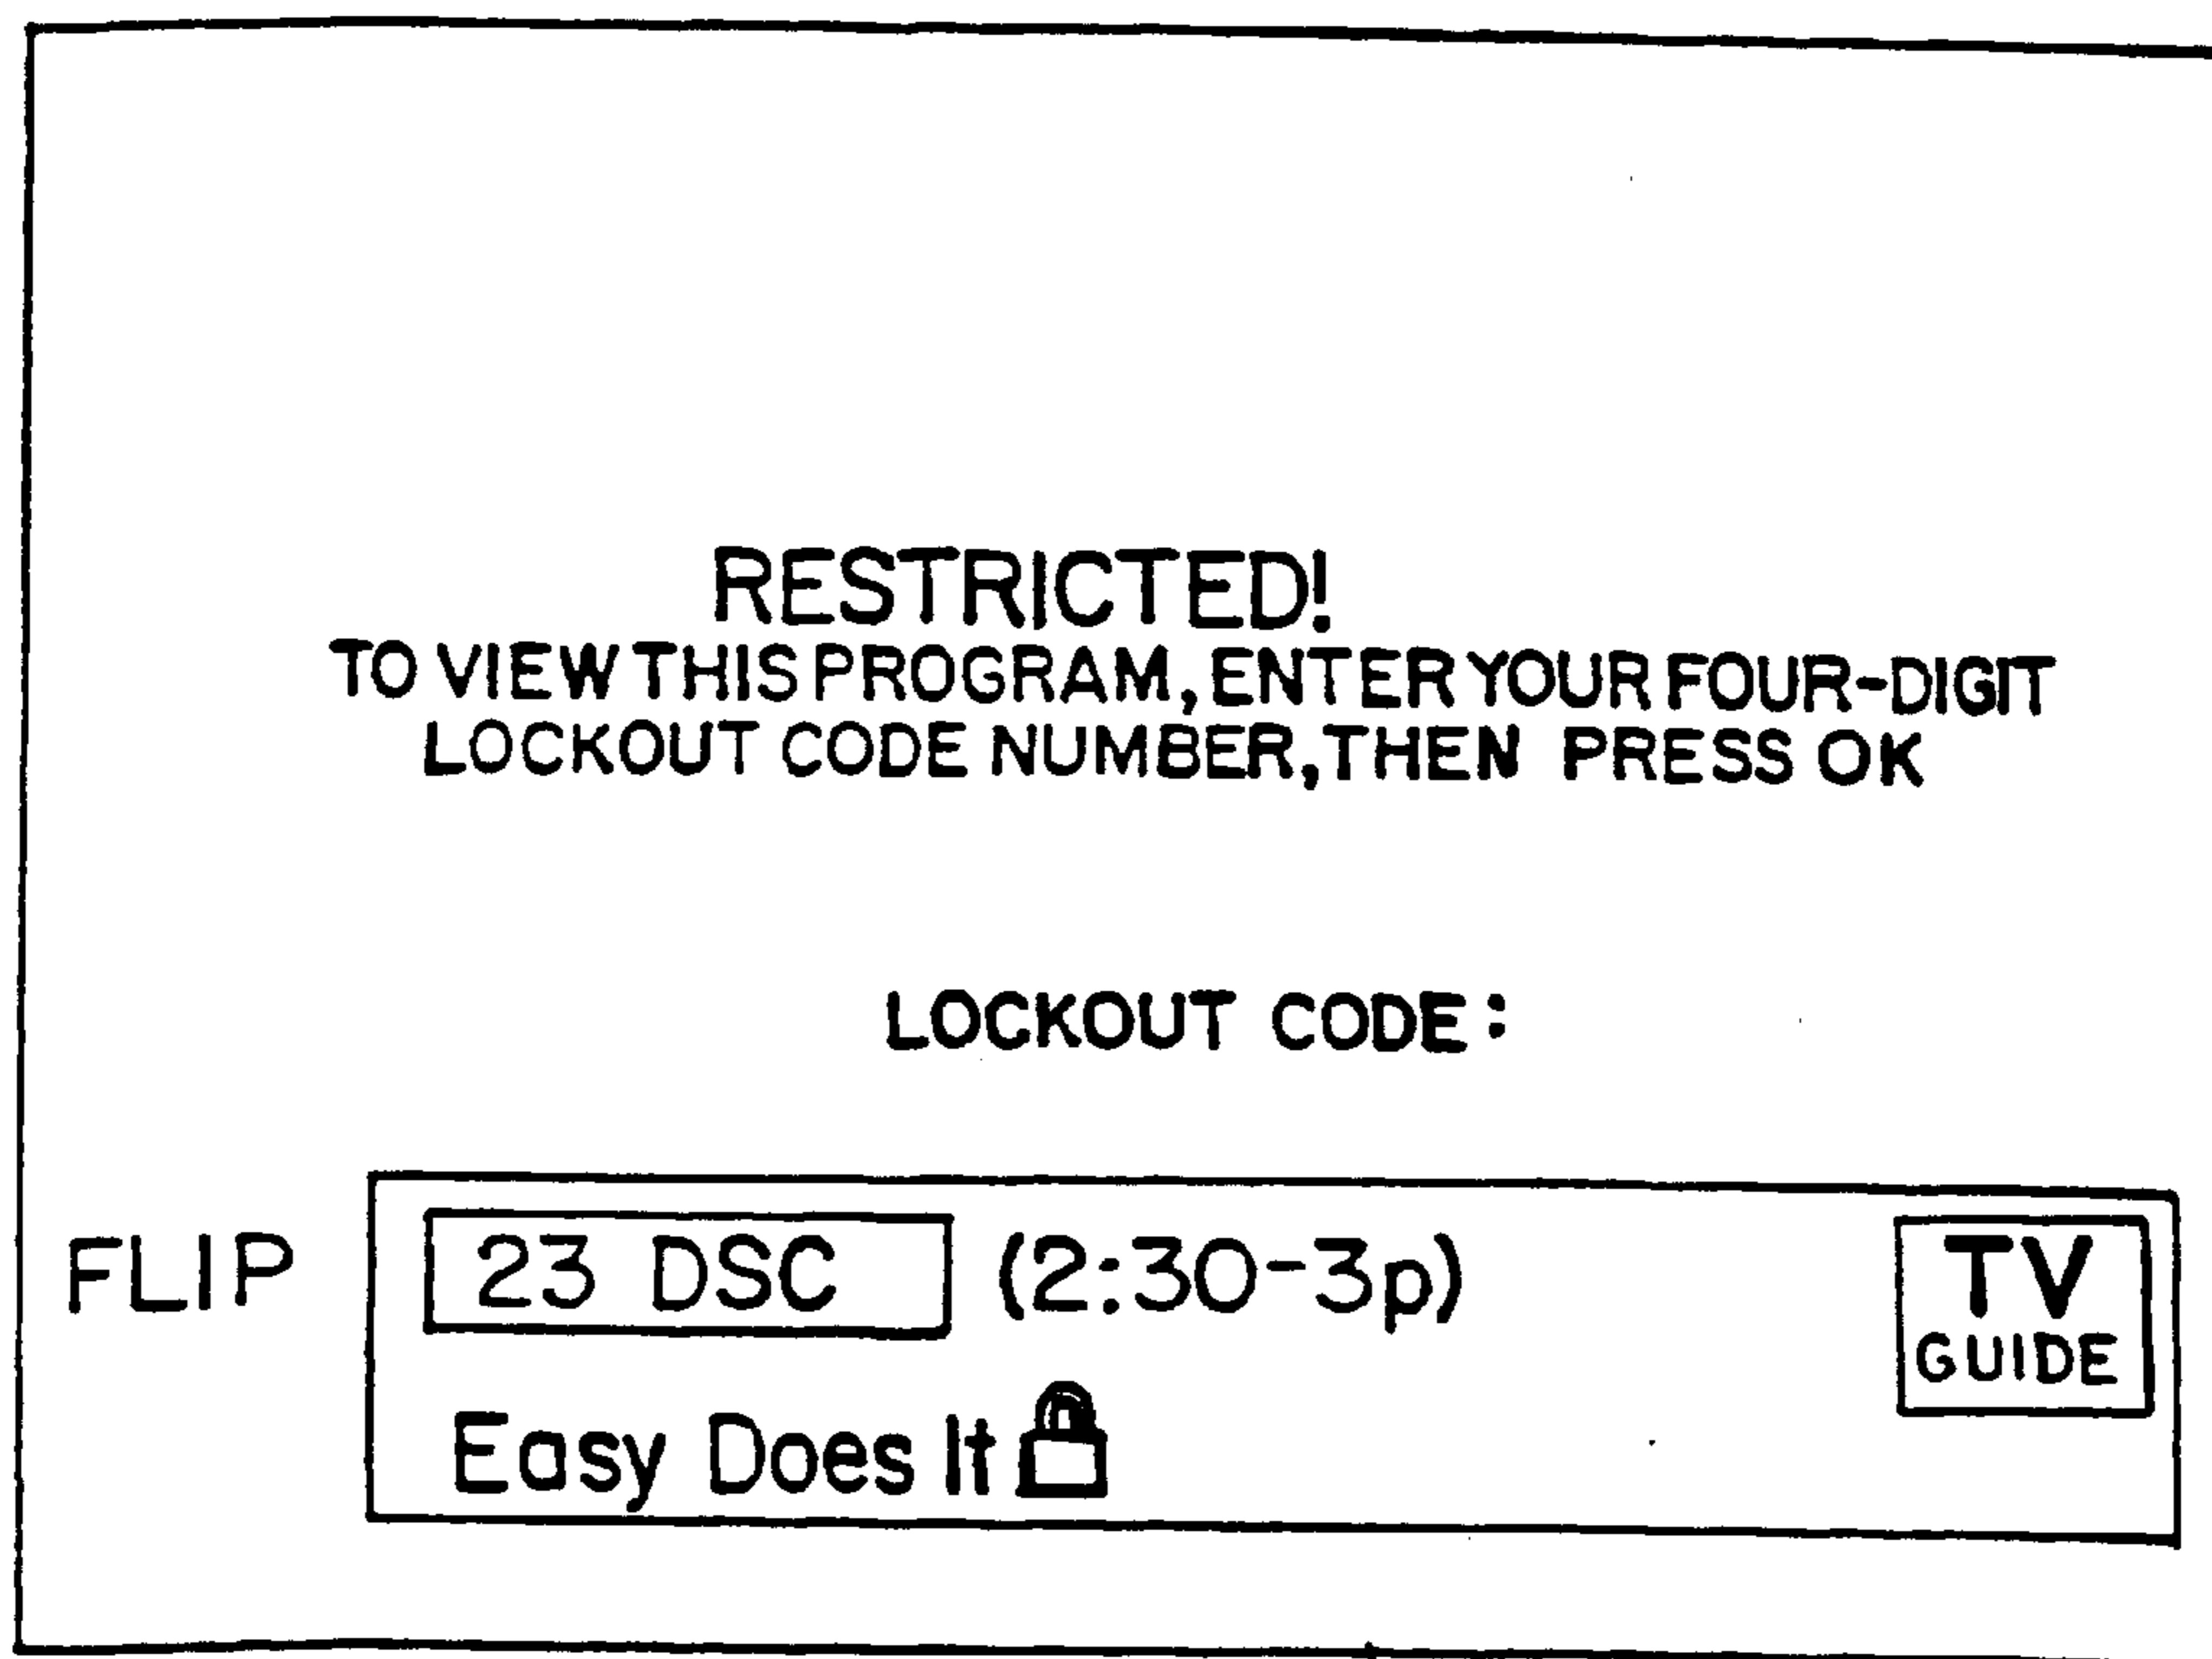 RESTRICTED!
TO VIEW THIS PROGRAM, ENTER YOUR FOUR-DIGIT
LOCKOUT CODE NUMBER, THEN PRESS OK
LOCKOUT CODE:
FLIP
23 DSC (2:30-3p)
TV
GUIDE
Easy Does It